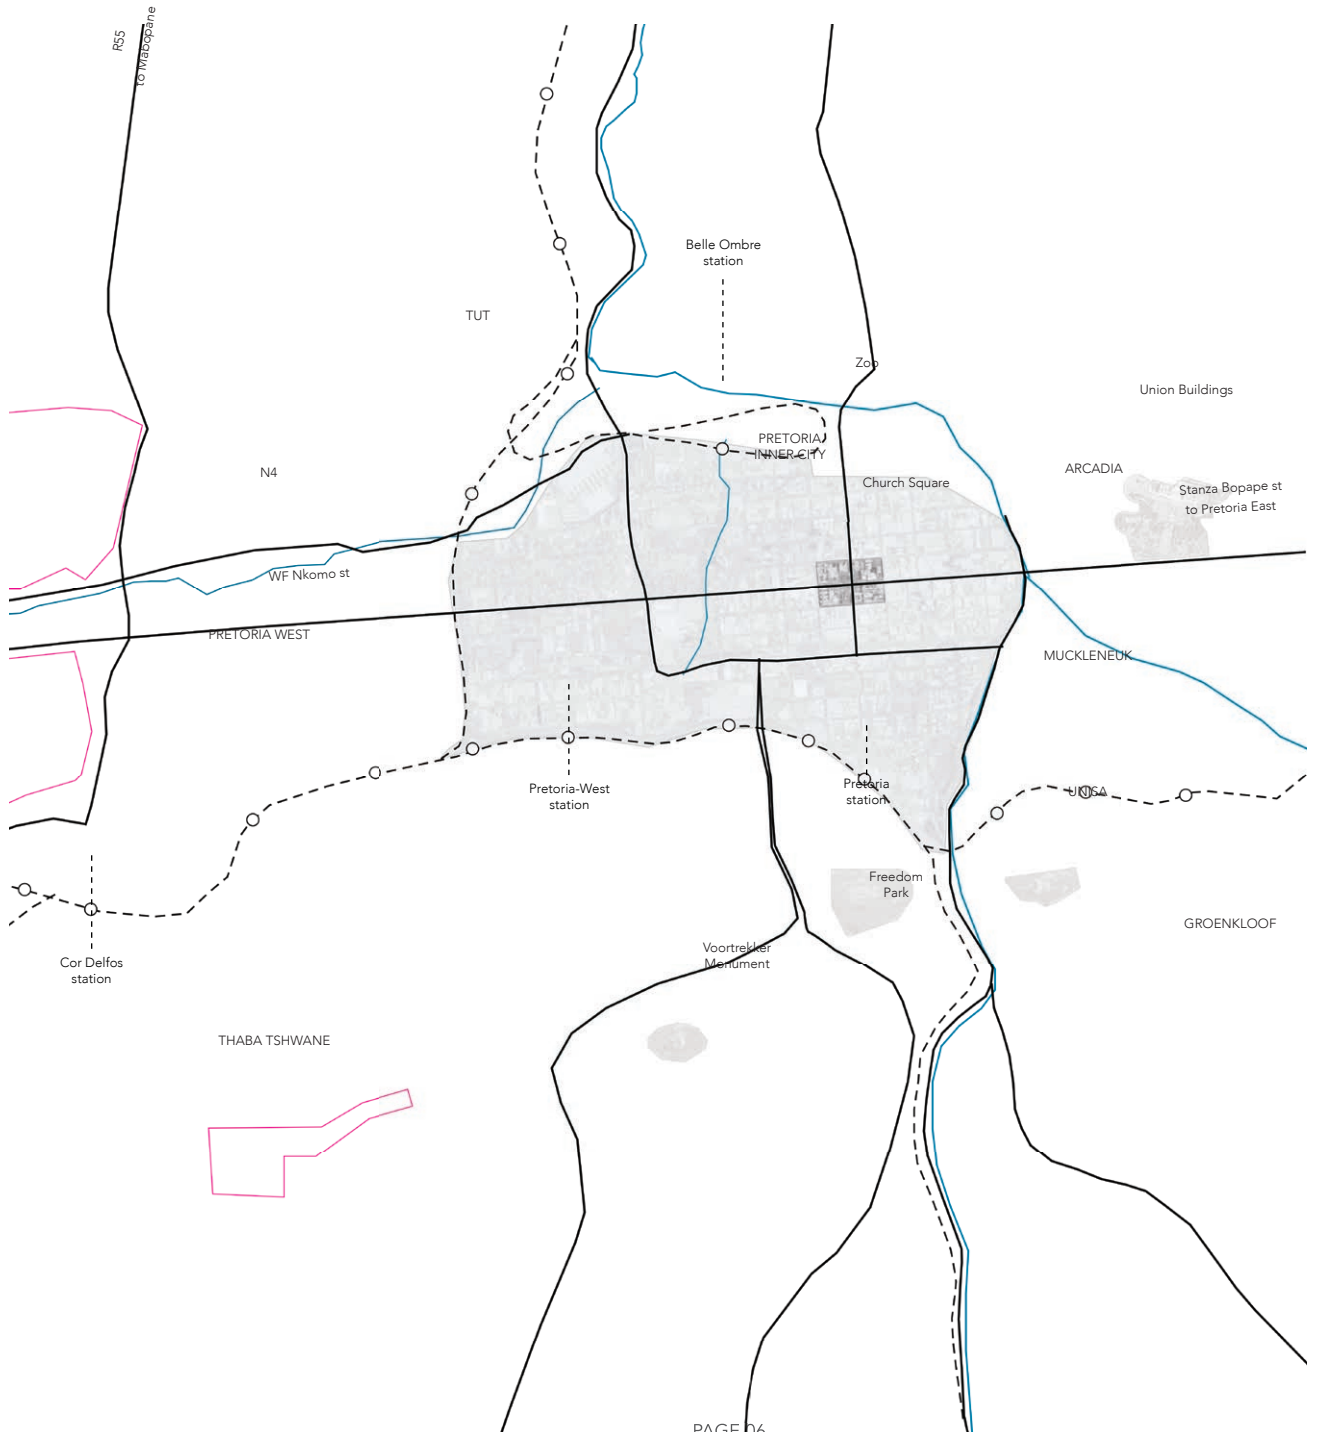 R55
to Mabopane
Belle Ombre
station
TUT
Zoo
Union Buildings
PRETORIA
INNER CITY
N4
ARCADIA
Church Square
Stanza Bopape st
to Pretoria East
WF Nkomo st
PRETORIA WEST
MUCKLENEUK
Pretoria-West
station
Pretoria
station
UNISA
Freedom
Park
GROENKLOOF
Voortrekker
Monument
Cor Delfos
station
THABA TSHWANE
PAGE 06